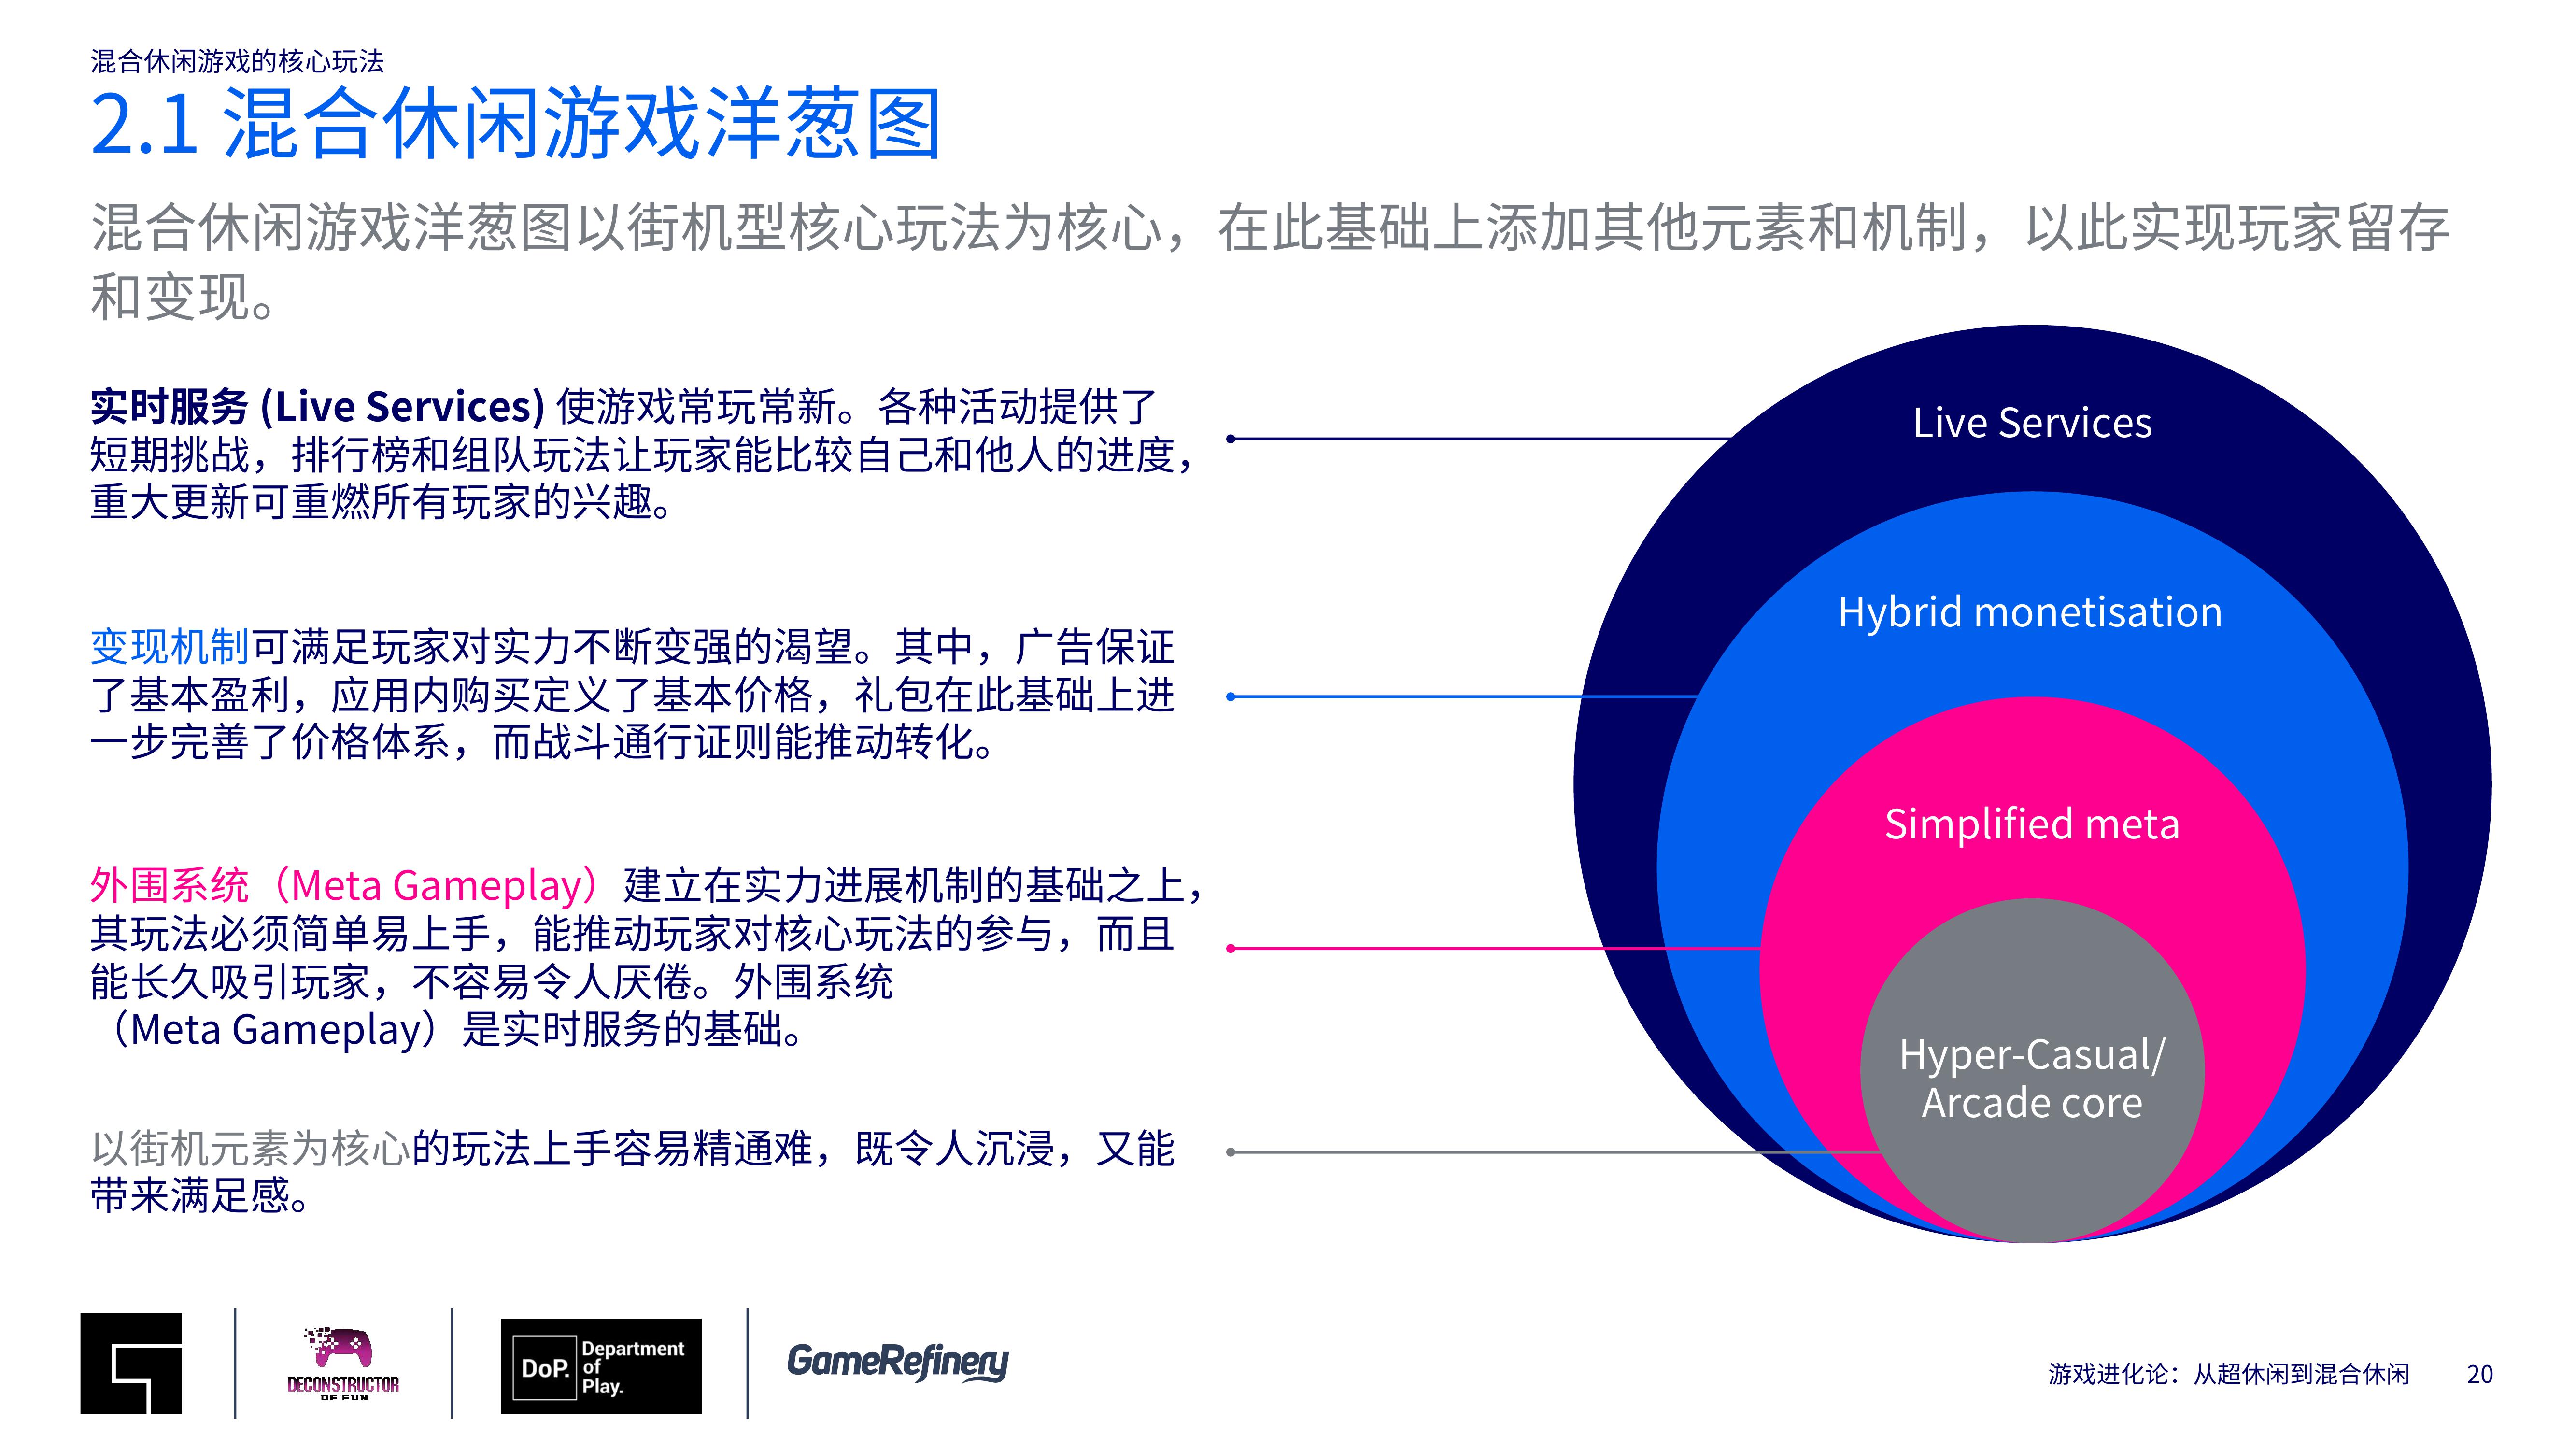 混合休闲游戏的核心玩法
2.1 混合休闲游戏洋葱图
混合休闲游戏洋葱图以街机型核心玩法为核心，在此基础上添加其他元素和机制，以此实现玩家留存
和变现。
实时服务 (Live Services) 使游戏常玩常新。各种活动提供了
短期挑战，排行榜和组队玩法让玩家能比较自己和他人的进度，
重大更新可重燃所有玩家的兴趣。
变现机制可满足玩家对实力不断变强的渴望。其中，广告保证
了基本盈利，应用内购买定义了基本价格，礼包在此基础上进
一步完善了价格体系，而战斗通行证则能推动转化。
外围系统（Meta Gameplay）建立在实力进展机制的基础之上，
其玩法必须简单易上手，能推动玩家对核心玩法的参与，而且
能长久吸引玩家，不容易令人厌倦。外围系统
（Meta Gameplay）是实时服务的基础。
以街机元素为核心的玩法上手容易精通难，既令人沉浸，又能
带来满足感。
Live Services
Hybrid monetisation
Simplified meta
Hyper-Casual/
Arcade core
DECONSTRUCTOR
OF FUN
DoP.
Department
of
Play.
GameRefinery
游戏进化论：从超休闲到混合休闲
20